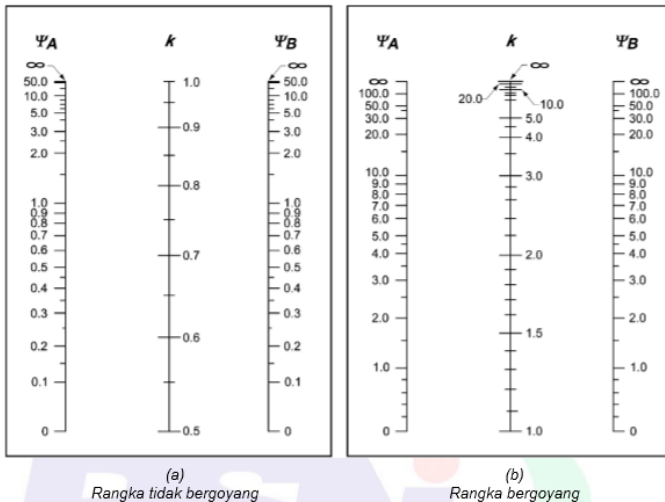 Ψ_A k Ψ_B
∞ ∞
50.0 1.0 50.0
10.0 10.0
5.0 5.0
3.0 0.9 3.0
2.0 2.0
0.8
1.0 1.0
0.9 0.9
0.8 0.8
0.7 0.7
0.6 0.7 0.6
0.5 0.5
0.4 0.4
0.3 0.3
0.6
0.2 0.2
0.1 0.1
0 0.5 0
(a)
Rangka tidak bergoyang
Ψ_A k Ψ_B
∞ ∞ ∞
100.0 20.0 10.0 100.0
50.0 50.0
30.0 5.0 30.0
20.0 4.0 20.0
10.0 3.0 10.0
9.0 9.0
8.0 8.0
7.0 7.0
6.0 6.0
5.0 5.0
4.0 2.0 4.0
3.0 3.0
2.0 2.0
1.5
1.0 1.0
0 1.0 0
(b)
Rangka bergoyang